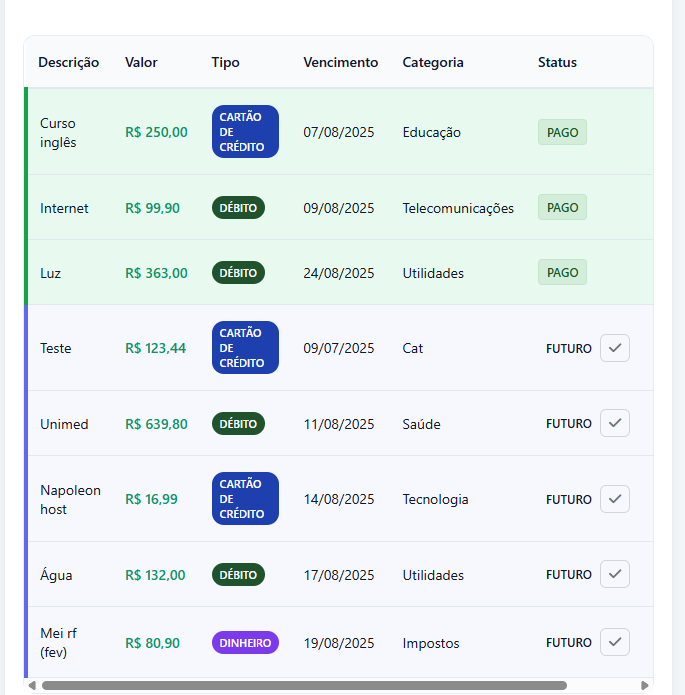 Descrição Valor Tipo Vencimento Categoria Status
Curso inglês R$ 250,00 CARTÃO DE CRÉDITO 07/08/2025 Educação PAGO
Internet R$ 99,90 DÉBITO 09/08/2025 Telecomunicações PAGO
Luz R$ 363,00 DÉBITO 24/08/2025 Utilidades PAGO
Teste R$ 123,44 CARTÃO DE CRÉDITO 09/07/2025 Cat FUTURO
Unimed R$ 639,80 DÉBITO 11/08/2025 Saúde FUTURO
Napoleon host R$ 16,99 CARTÃO DE CRÉDITO 14/08/2025 Tecnologia FUTURO
Água R$ 132,00 DÉBITO 17/08/2025 Utilidades FUTURO
Mei rf (fev) R$ 80,90 DINHEIRO 19/08/2025 Impostos FUTURO